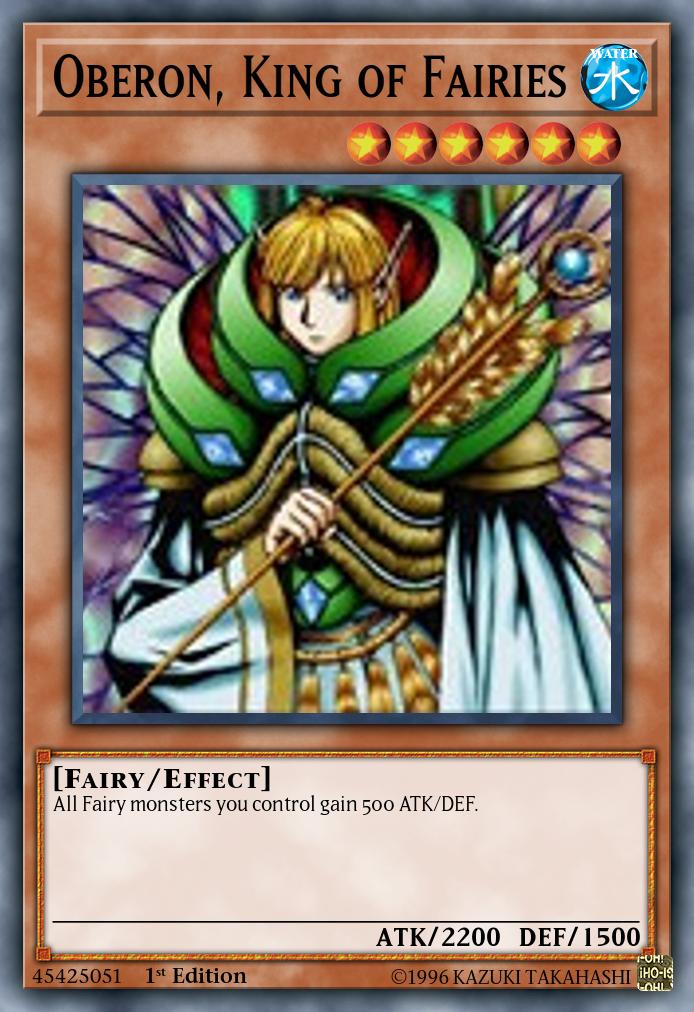 Oberon, King of Fairies
WATER
水
[Fairy/Effect]
All Fairy monsters you control gain 500 ATK/DEF.
ATK/2200 DEF/1500
45425051 1st Edition ©1996 KAZUKI TAKAHASHI